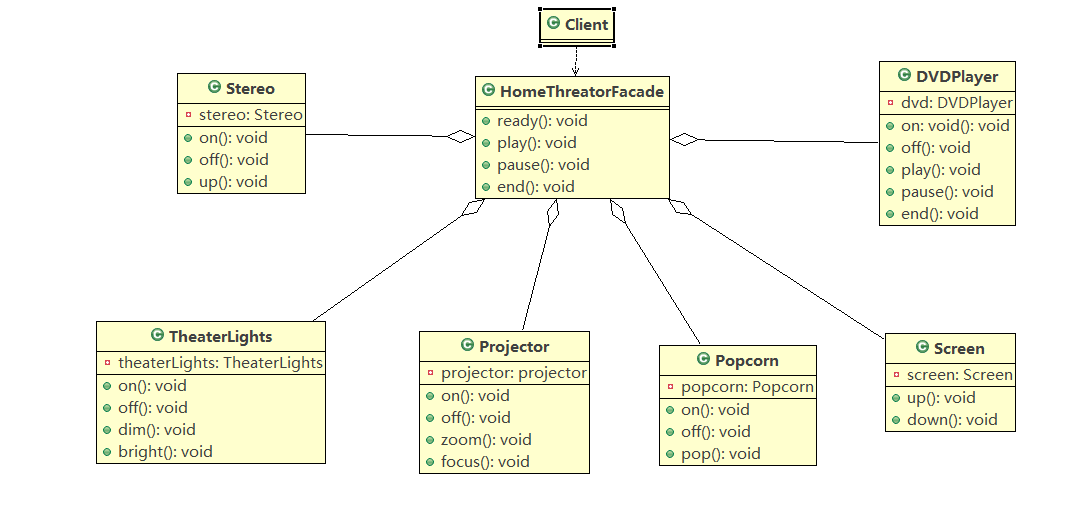 Client
Stereo
stereo: Stereo
on(): void
off(): void
up(): void
HomeThreatorFacade
ready(): void
play(): void
pause(): void
end(): void
DVDPlayer
dvd: DVDPlayer
on: void(): void
off(): void
play(): void
pause(): void
end(): void
TheaterLights
theaterLights: TheaterLights
on(): void
off(): void
dim(): void
bright(): void
Projector
projector: projector
on(): void
off(): void
zoom(): void
focus(): void
Popcorn
popcorn: Popcorn
on(): void
off(): void
pop(): void
Screen
screen: Screen
up(): void
down(): void